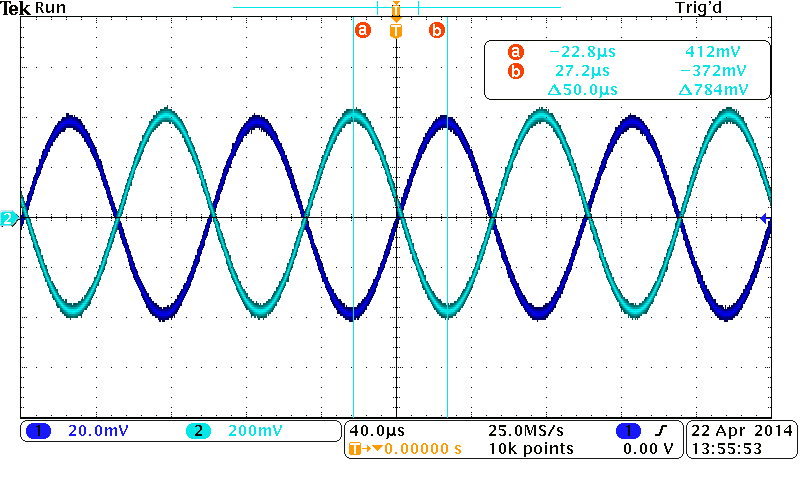 Tek Run Trig'd
T
a T b
a −22.8µs 412mV
b 27.2µs −372mV
Δ50.0µs Δ784mV
2
1 20.0mV 2 200mV 40.0µs 25.0MS/s 1 22 Apr 2014
T→▼0.00000 s 10k points 0.00 V 13:55:53